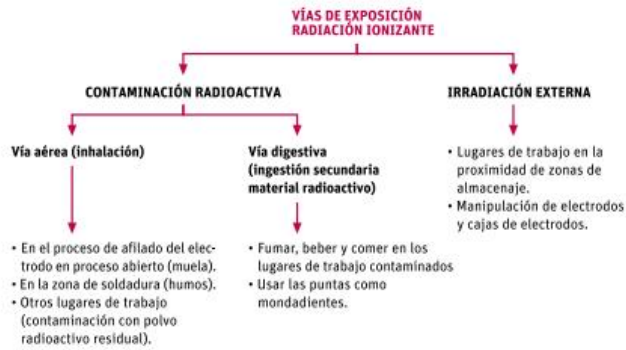 VÍAS DE EXPOSICIÓN
RADIACIÓN IONIZANTE
CONTAMINACIÓN RADIOACTIVA
IRRADIACIÓN EXTERNA
Vía aérea (inhalación)
Vía digestiva
(ingestión secundaria
material radioactivo)
• Lugares de trabajo en la
proximidad de zonas de
almacenaje.
• Manipulación de electrodos
y cajas de electrodos.
• En el proceso de afilado del elec-
trodo en proceso abierto (muela).
• En la zona de soldadura (humos).
• Otros lugares de trabajo
(contaminación con polvo
radioactivo residual).
• Fumar, beber y comer en los
lugares de trabajo contaminados
• Usar las puntas como
mondadientes.